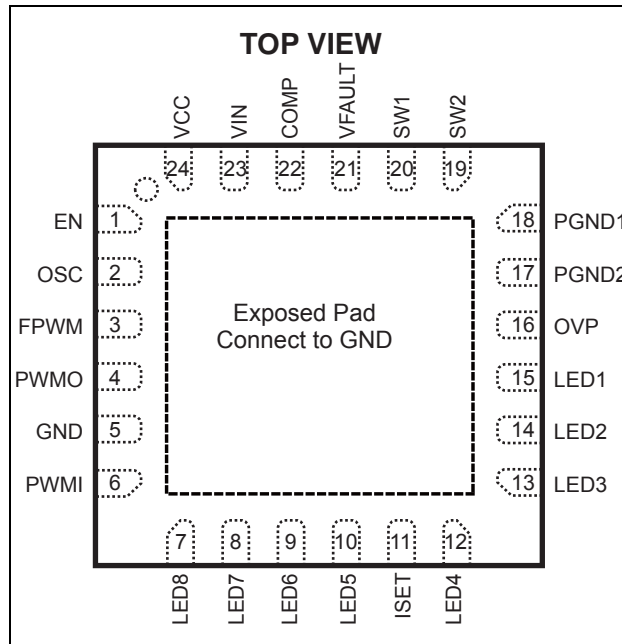 TOP VIEW
VCC
VIN
COMP
VFAULT
SW1
SW2
24
23
22
21
20
19
EN 1
OSC 2
FPWM 3
PWMO 4
GND 5
PWMI 6
Exposed Pad
Connect to GND
18 PGND1
17 PGND2
16 OVP
15 LED1
14 LED2
13 LED3
7
8
9
10
11
12
LED8
LED7
LED6
LED5
ISET
LED4